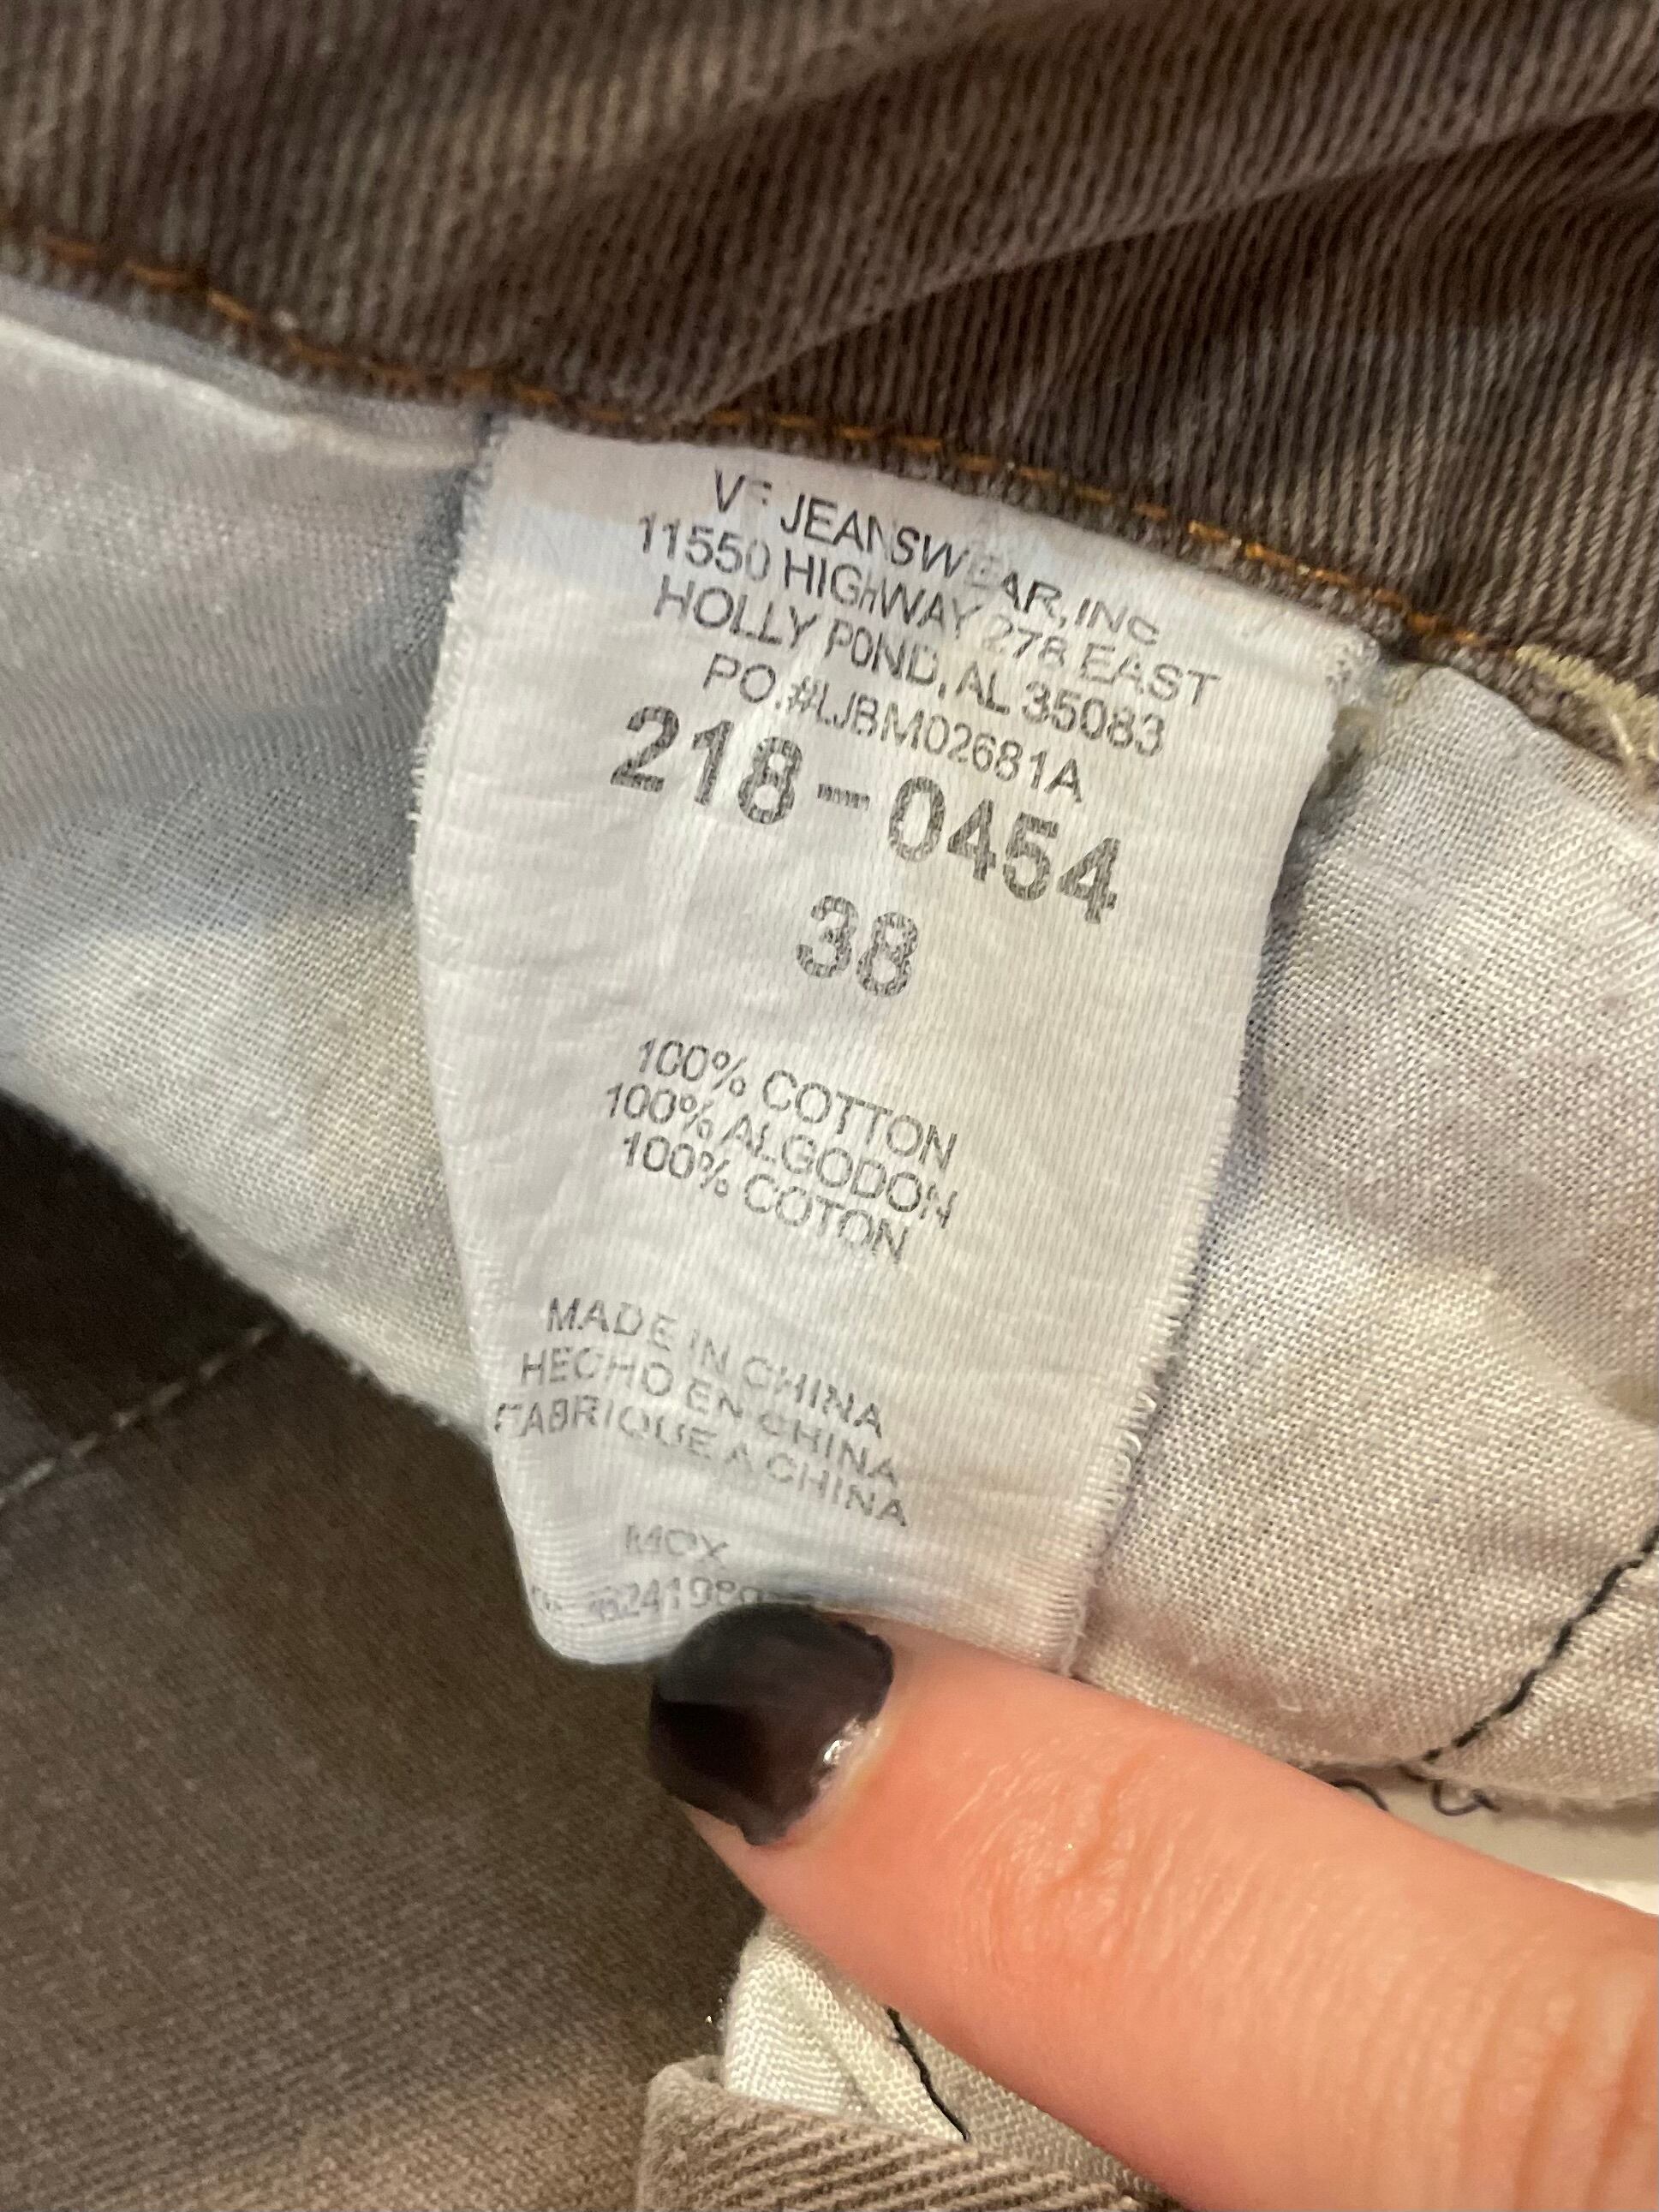 VF JEANSWEAR, INC
11550 HIGHWAY 278 EAST
HOLLY POND, AL 35083
PO.#LJBM02681A
218-0454
38
100% COTTON
100% ALGODON
100% COTON
MADE IN CHINA
HECHO EN CHINA
FABRIQUE A CHINA
MOX